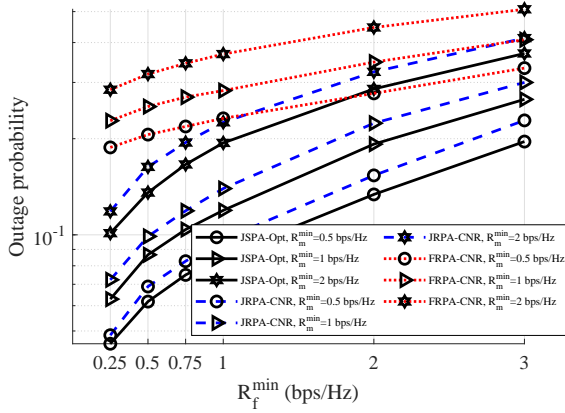 Outage probability
10^-1
JSPA-Opt, R_m^min=0.5 bps/Hz
JSPA-Opt, R_m^min=1 bps/Hz
JSPA-Opt, R_m^min=2 bps/Hz
JRPA-CNR, R_m^min=0.5 bps/Hz
JRPA-CNR, R_m^min=1 bps/Hz
JRPA-CNR, R_m^min=2 bps/Hz
FRPA-CNR, R_m^min=0.5 bps/Hz
FRPA-CNR, R_m^min=1 bps/Hz
FRPA-CNR, R_m^min=2 bps/Hz
0.25 0.5 0.75 1 2 3
R_f^min (bps/Hz)